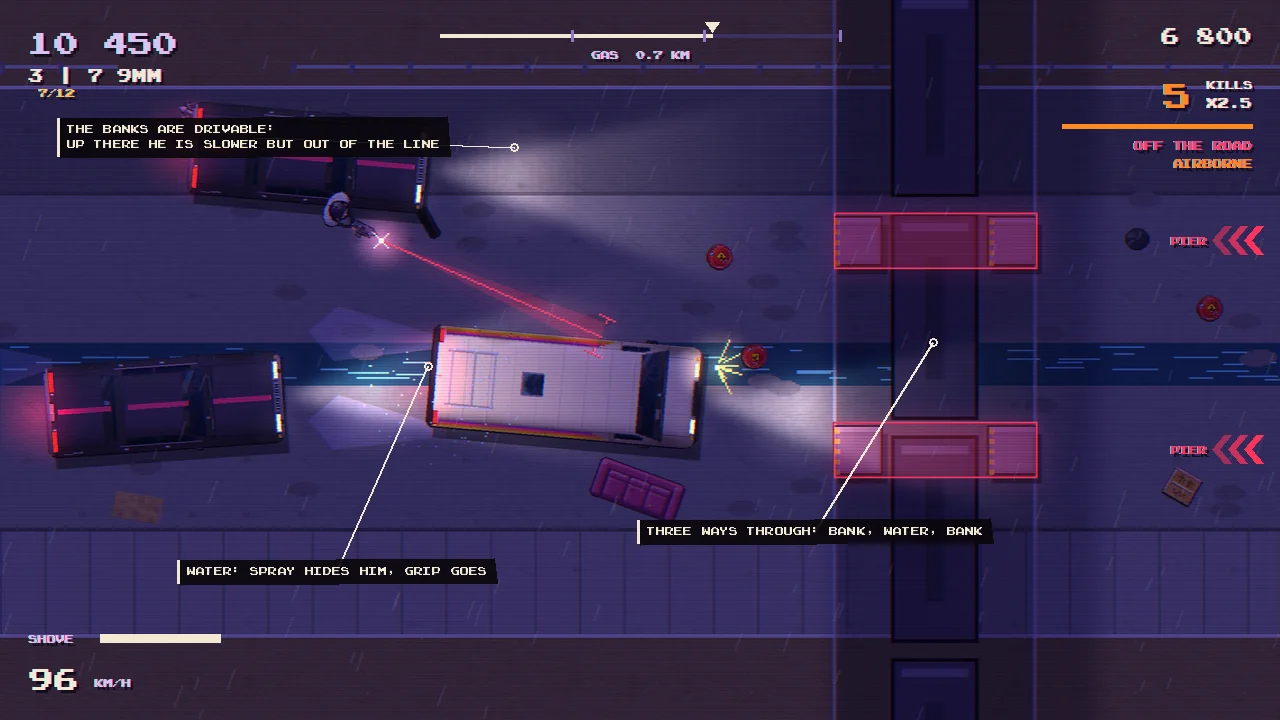 10 450
3 | 7 9MM
7/12
GAS 0.7 KM
6 800
5 KILLS
X2.5
OFF THE ROAD
AIRBORNE
THE BANKS ARE DRIVABLE:
UP THERE HE IS SLOWER BUT OUT OF THE LINE
PIER
PIER
THREE WAYS THROUGH: BANK, WATER, BANK
WATER: SPRAY HIDES HIM, GRIP GOES
SHOVE
96 KM/H